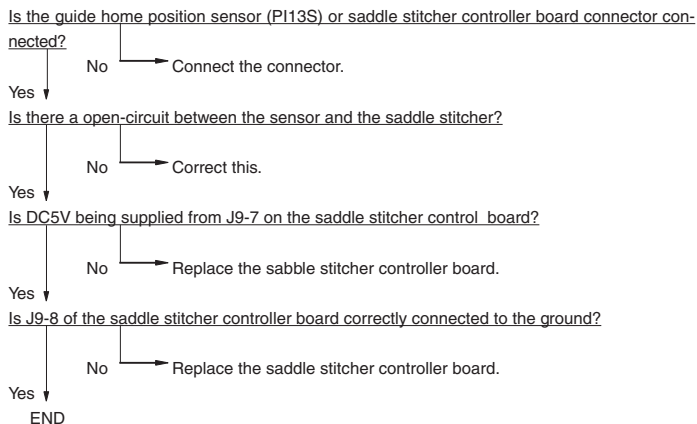 Is the guide home position sensor (PI13S) or saddle stitcher controller board connector con-
nected?
No Connect the connector.
Yes
Is there a open-circuit between the sensor and the saddle stitcher?
No Correct this.
Yes
Is DC5V being supplied from J9-7 on the saddle stitcher control board?
No Replace the sabble stitcher controller board.
Yes
Is J9-8 of the saddle stitcher controller board correctly connected to the ground?
No Replace the saddle stitcher controller board.
Yes
END